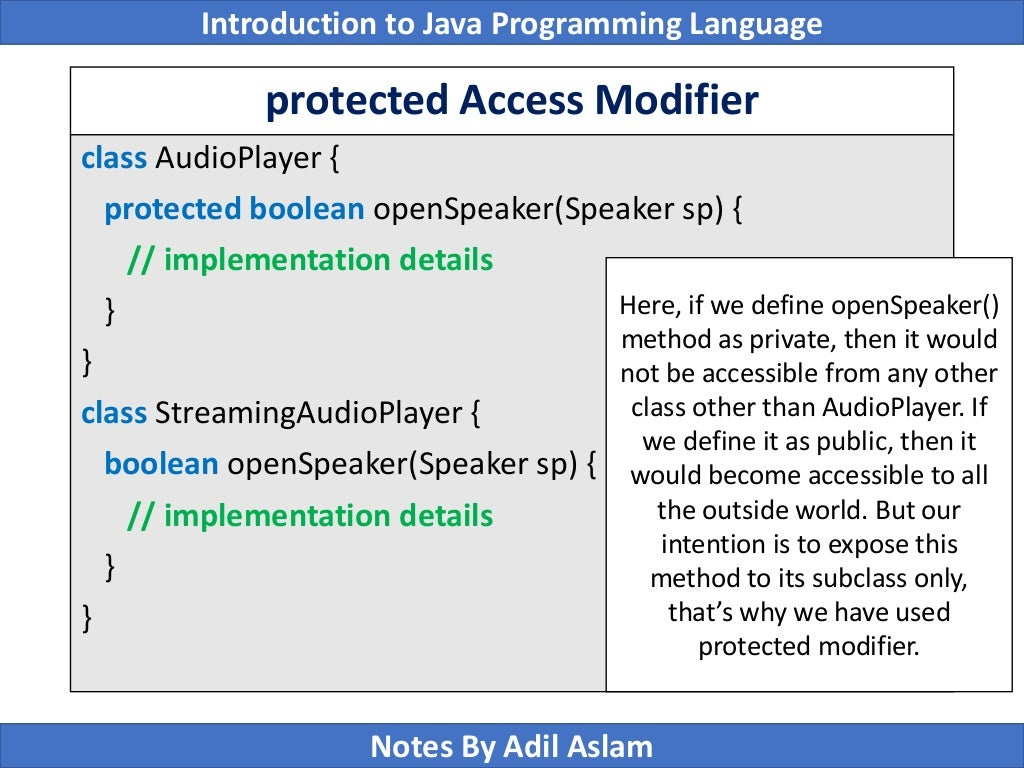 Introduction to Java Programming Language
protected Access Modifier
class AudioPlayer {
protected boolean openSpeaker(Speaker sp) {
// implementation details
}
}
class StreamingAudioPlayer {
boolean openSpeaker(Speaker sp) {
// implementation details
}
}
Here, if we define openSpeaker()
method as private, then it would
not be accessible from any other
class other than AudioPlayer. If
we define it as public, then it
would become accessible to all
the outside world. But our
intention is to expose this
method to its subclass only,
that’s why we have used
protected modifier.
Notes By Adil Aslam